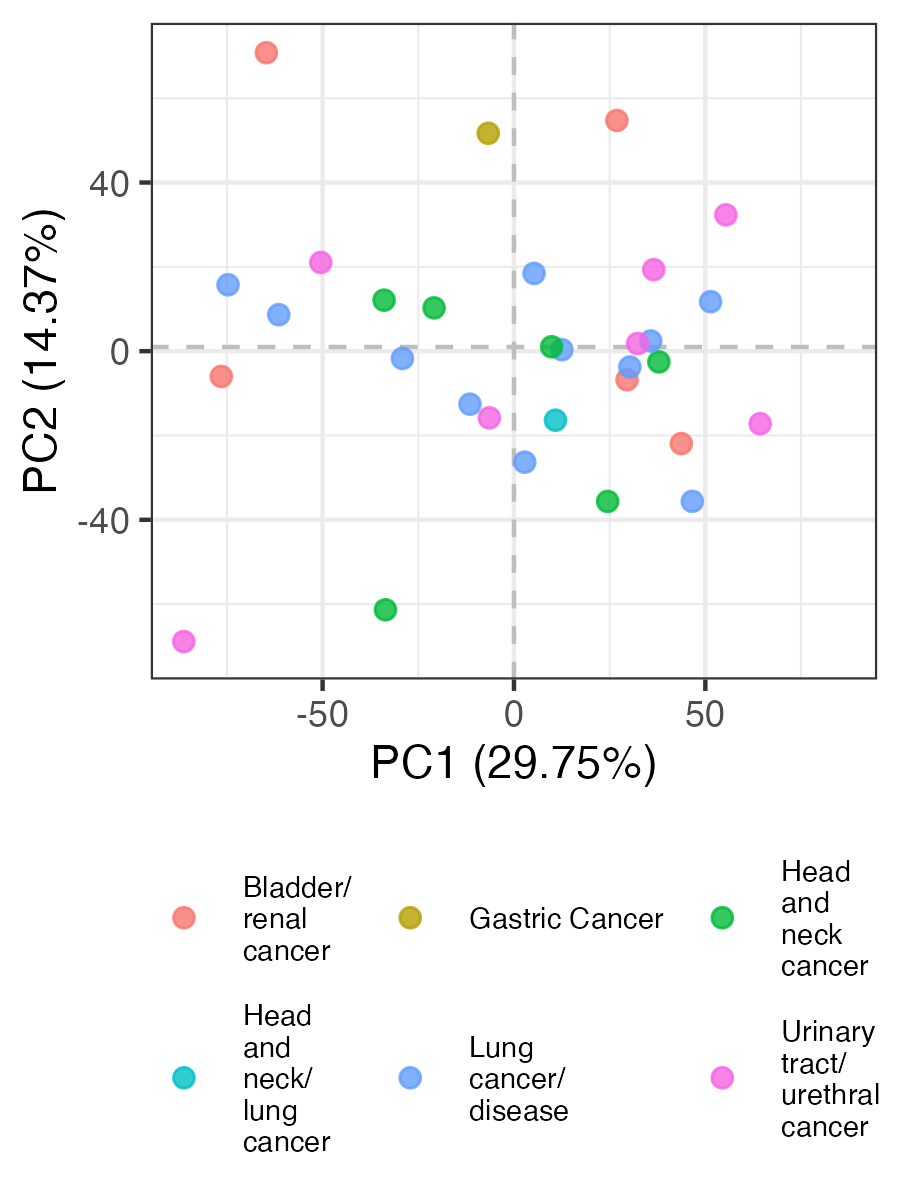 PC2 (14.37%)
40
0
-40
-50
0
50
PC1 (29.75%)
Bladder/
renal
cancer
Gastric Cancer
Head
and
neck
cancer
Head
and
neck/
lung
cancer
Lung
cancer/
disease
Urinary
tract/
urethral
cancer